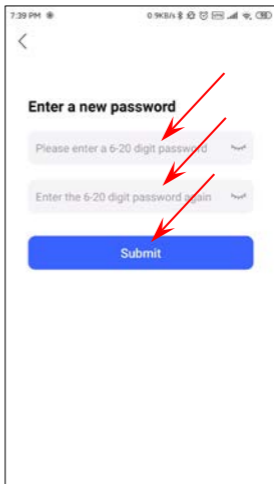 7:39 PM
0.9KB/s
Enter a new password
Please enter a 6-20 digit password
Enter the 6-20 digit password again
Submit